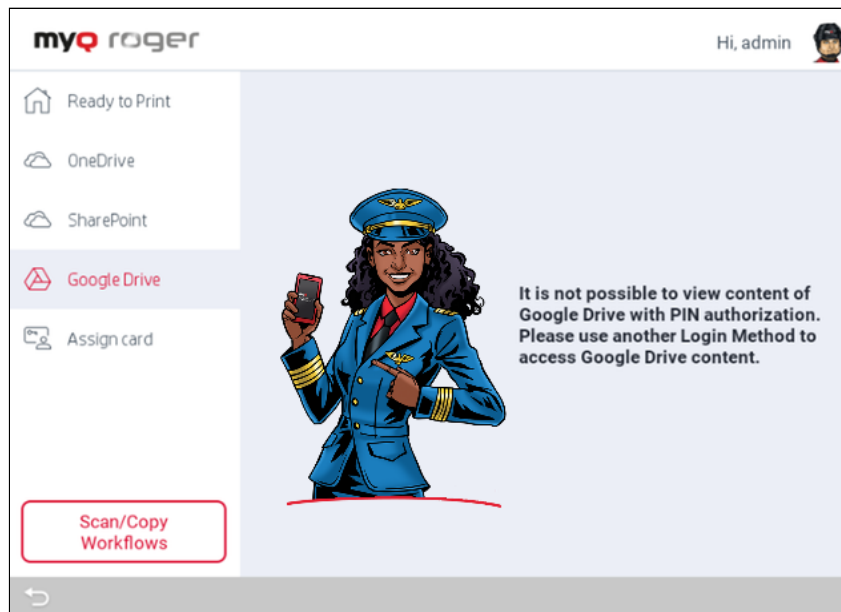 myQ roger
Hi, admin
Ready to Print
OneDrive
SharePoint
Google Drive
Assign card
It is not possible to view content of
Google Drive with PIN authorization.
Please use another Login Method to
access Google Drive content.
Scan/Copy
Workflows